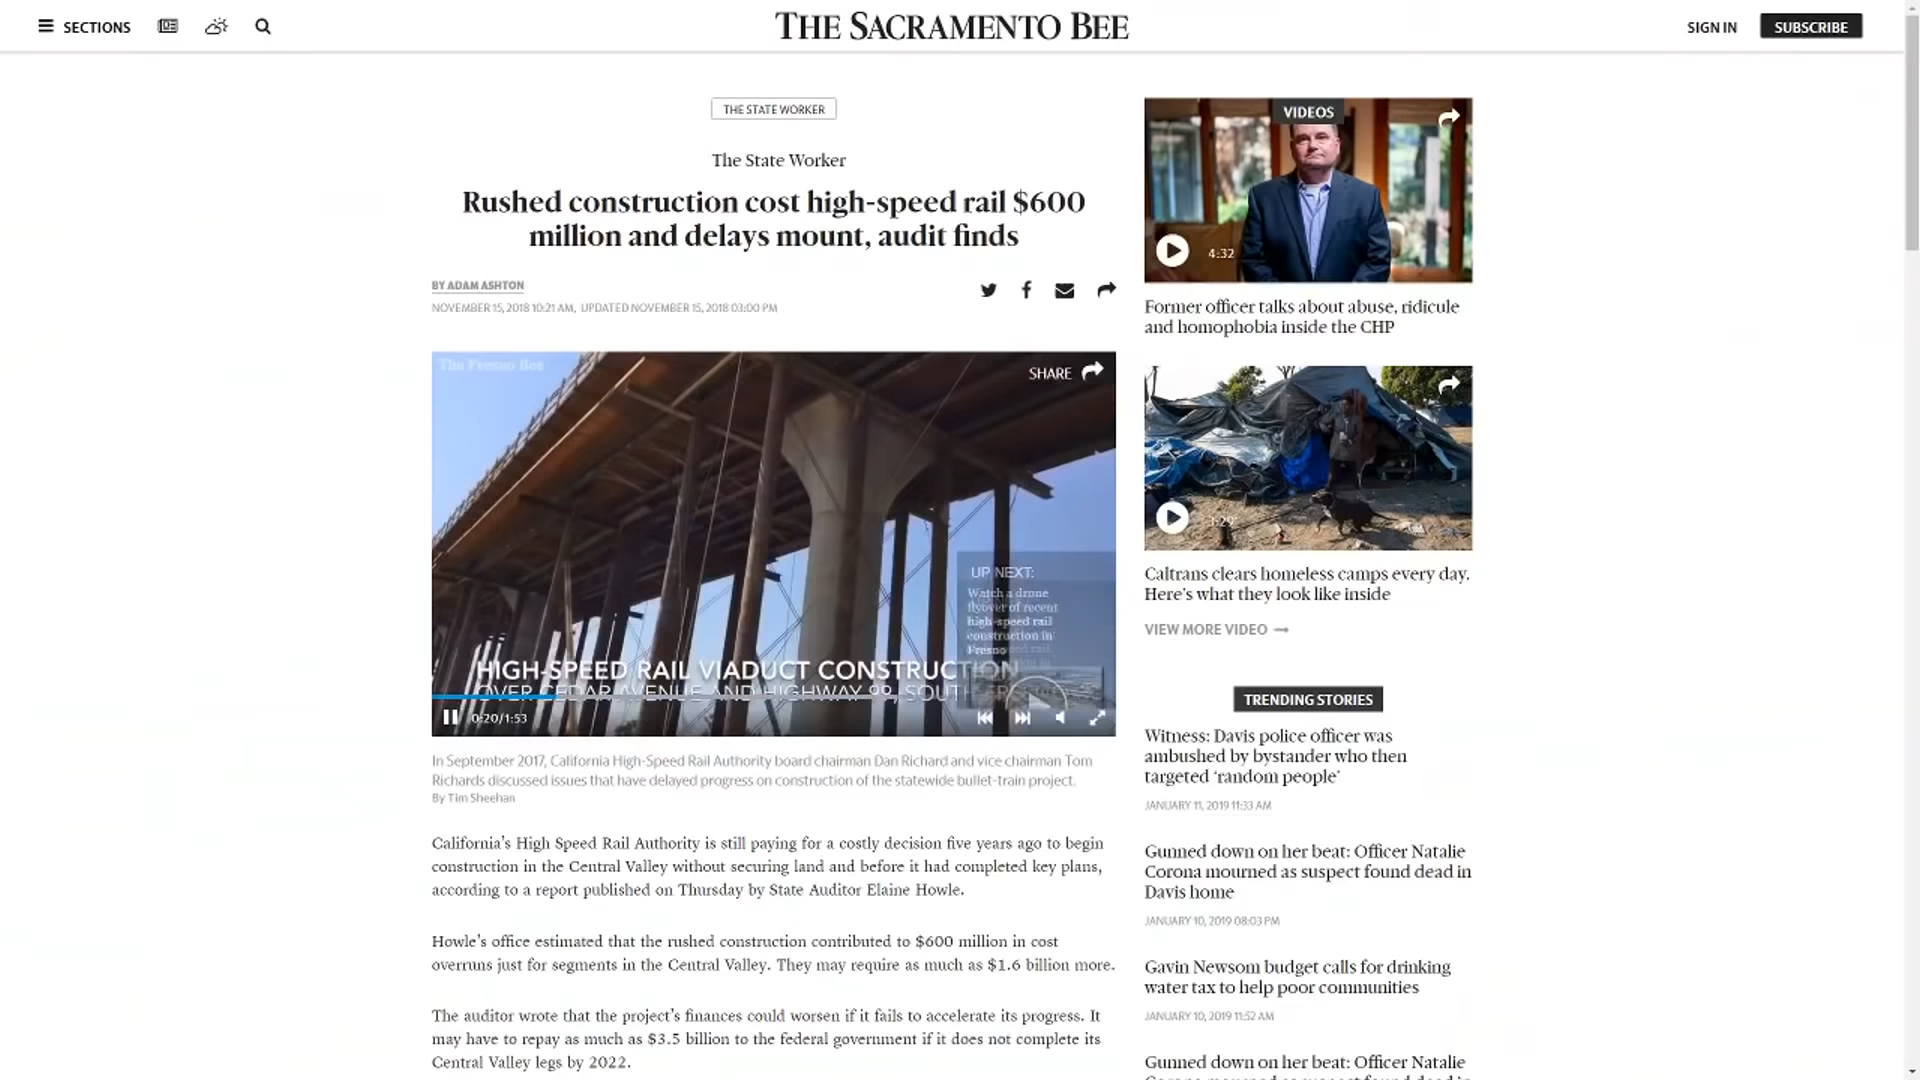 SECTIONS
THE SACRAMENTO BEE
SIGN IN
SUBSCRIBE
THE STATE WORKER
The State Worker
Rushed construction cost high-speed rail $600
million and delays mount, audit finds
BY ADAM ASHTON
NOVEMBER 15, 2018 10:21 AM, UPDATED NOVEMBER 15, 2018 03:00 PM
The Fresno Bee
SHARE
UP NEXT:
Watch a drone
flyover of recent
high-speed rail
construction in
Fresno
HIGH-SPEED RAIL VIADUCT CONSTRUCTION
OVER CEDAR AVENUE AND HIGHWAY 99, SOUTH
0:20/1:53
In September 2017, California High-Speed Rail Authority board chairman Dan Richard and vice chairman Tom
Richards discussed issues that have delayed progress on construction of the statewide bullet-train project.
By Tim Sheehan
California's High Speed Rail Authority is still paying for a costly decision five years ago to begin
construction in the Central Valley without securing land and before it had completed key plans,
according to a report published on Thursday by State Auditor Elaine Howle.
Howle's office estimated that the rushed construction contributed to $600 million in cost
overruns just for segments in the Central Valley. They may require as much as $1.6 billion more.
The auditor wrote that the project's finances could worsen if it fails to accelerate its progress. It
may have to repay as much as $3.5 billion to the federal government if it does not complete its
Central Valley legs by 2022.
VIDEOS
4:32
Former officer talks about abuse, ridicule
and homophobia inside the CHP
1:29
Caltrans clears homeless camps every day.
Here's what they look like inside
VIEW MORE VIDEO
TRENDING STORIES
Witness: Davis police officer was
ambushed by bystander who then
targeted 'random people'
JANUARY 11, 2019 11:33 AM
Gunned down on her beat: Officer Natalie
Corona mourned as suspect found dead in
Davis home
JANUARY 10, 2019 08:03 PM
Gavin Newsom budget calls for drinking
water tax to help poor communities
JANUARY 10, 2019 11:52 AM
Gunned down on her beat: Officer Natalie